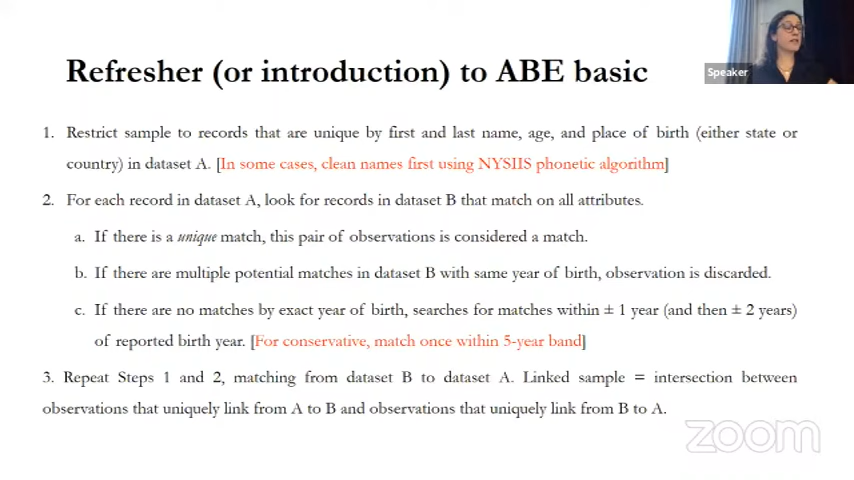 Refresher (or introduction) to ABE basic
Speaker
1. Restrict sample to records that are unique by first and last name, age, and place of birth (either state or
country) in dataset A. [In some cases, clean names first using NYSIIS phonetic algorithm]
2. For each record in dataset A, look for records in dataset B that match on all attributes.
a. If there is a unique match, this pair of observations is considered a match.
b. If there are multiple potential matches in dataset B with same year of birth, observation is discarded.
c. If there are no matches by exact year of birth, searches for matches within ± 1 year (and then ± 2 years)
of reported birth year. [For conservative, match once within 5-year band]
3. Repeat Steps 1 and 2, matching from dataset B to dataset A. Linked sample = intersection between
observations that uniquely link from A to B and observations that uniquely link from B to A.
zoom